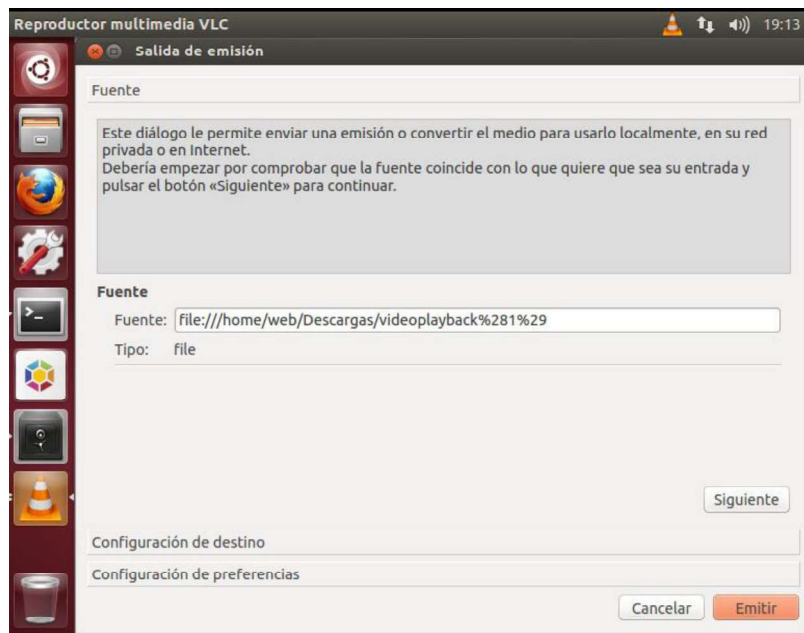 Reproductor multimedia VLC
19:13
Salida de emisión
Fuente
Este diálogo le permite enviar una emisión o convertir el medio para usarlo localmente, en su red
privada o en Internet.
Debería empezar por comprobar que la fuente coincide con lo que quiere que sea su entrada y
pulsar el botón «Siguiente» para continuar.
Fuente
Fuente: file:///home/web/Descargas/videoplayback%281%29
Tipo: file
Siguiente
Configuración de destino
Configuración de preferencias
Cancelar Emitir